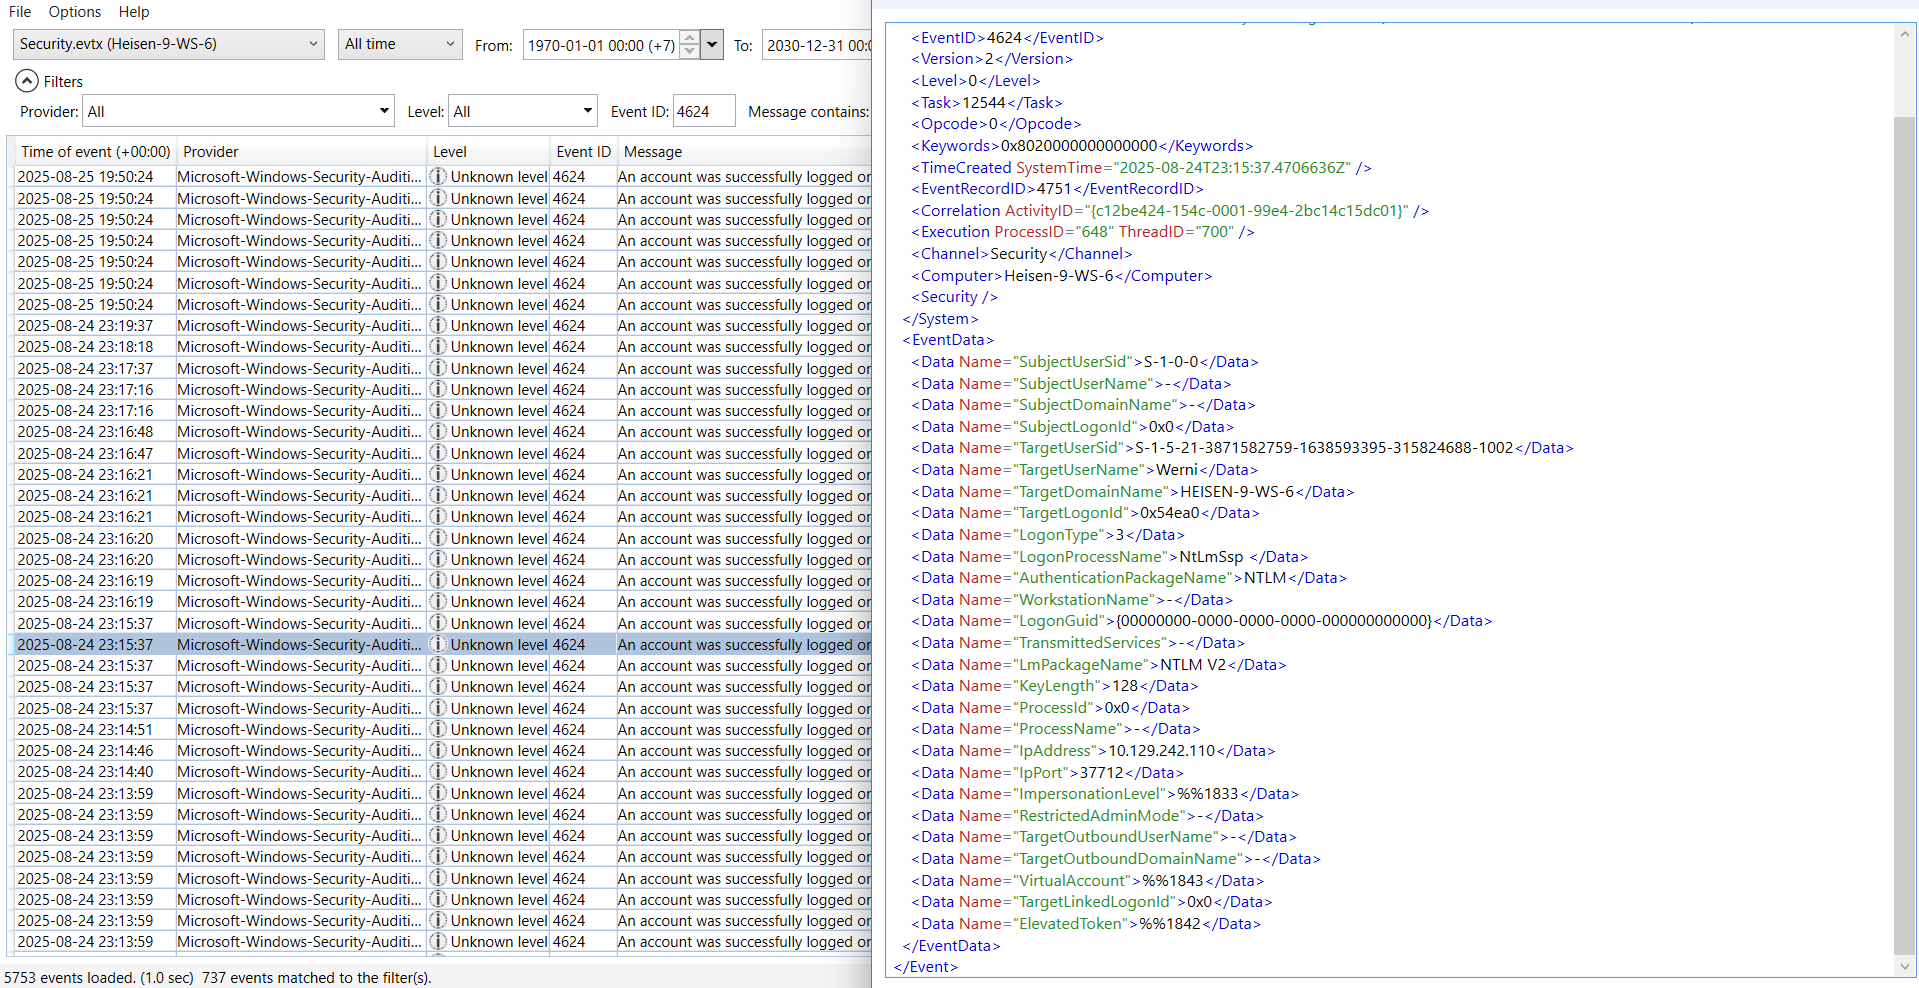 File Options Help
Security.evtx (Heisen-9-WS-6) All time From: 1970-01-01 00:00 (+7) To: 2030-12-31 00:0
Filters
Provider: All Level: All Event ID: 4624 Message contains:
Time of event (+00:00) Provider Level Event ID Message
2025-08-25 19:50:24 Microsoft-Windows-Security-Auditi... Unknown level 4624 An account was successfully logged or
2025-08-25 19:50:24 Microsoft-Windows-Security-Auditi... Unknown level 4624 An account was successfully logged or
2025-08-25 19:50:24 Microsoft-Windows-Security-Auditi... Unknown level 4624 An account was successfully logged or
2025-08-25 19:50:24 Microsoft-Windows-Security-Auditi... Unknown level 4624 An account was successfully logged or
2025-08-25 19:50:24 Microsoft-Windows-Security-Auditi... Unknown level 4624 An account was successfully logged or
2025-08-25 19:50:24 Microsoft-Windows-Security-Auditi... Unknown level 4624 An account was successfully logged or
2025-08-25 19:50:24 Microsoft-Windows-Security-Auditi... Unknown level 4624 An account was successfully logged or
2025-08-24 23:19:37 Microsoft-Windows-Security-Auditi... Unknown level 4624 An account was successfully logged or
2025-08-24 23:18:18 Microsoft-Windows-Security-Auditi... Unknown level 4624 An account was successfully logged or
2025-08-24 23:17:37 Microsoft-Windows-Security-Auditi... Unknown level 4624 An account was successfully logged or
2025-08-24 23:17:16 Microsoft-Windows-Security-Auditi... Unknown level 4624 An account was successfully logged or
2025-08-24 23:17:16 Microsoft-Windows-Security-Auditi... Unknown level 4624 An account was successfully logged or
2025-08-24 23:16:48 Microsoft-Windows-Security-Auditi... Unknown level 4624 An account was successfully logged or
2025-08-24 23:16:47 Microsoft-Windows-Security-Auditi... Unknown level 4624 An account was successfully logged or
2025-08-24 23:16:21 Microsoft-Windows-Security-Auditi... Unknown level 4624 An account was successfully logged or
2025-08-24 23:16:21 Microsoft-Windows-Security-Auditi... Unknown level 4624 An account was successfully logged or
2025-08-24 23:16:21 Microsoft-Windows-Security-Auditi... Unknown level 4624 An account was successfully logged or
2025-08-24 23:16:20 Microsoft-Windows-Security-Auditi... Unknown level 4624 An account was successfully logged or
2025-08-24 23:16:20 Microsoft-Windows-Security-Auditi... Unknown level 4624 An account was successfully logged or
2025-08-24 23:16:19 Microsoft-Windows-Security-Auditi... Unknown level 4624 An account was successfully logged or
2025-08-24 23:16:19 Microsoft-Windows-Security-Auditi... Unknown level 4624 An account was successfully logged or
2025-08-24 23:15:37 Microsoft-Windows-Security-Auditi... Unknown level 4624 An account was successfully logged or
2025-08-24 23:15:37 Microsoft-Windows-Security-Auditi... Unknown level 4624 An account was successfully logged or
2025-08-24 23:15:37 Microsoft-Windows-Security-Auditi... Unknown level 4624 An account was successfully logged or
2025-08-24 23:15:37 Microsoft-Windows-Security-Auditi... Unknown level 4624 An account was successfully logged or
2025-08-24 23:15:37 Microsoft-Windows-Security-Auditi... Unknown level 4624 An account was successfully logged or
2025-08-24 23:14:51 Microsoft-Windows-Security-Auditi... Unknown level 4624 An account was successfully logged or
2025-08-24 23:14:46 Microsoft-Windows-Security-Auditi... Unknown level 4624 An account was successfully logged or
2025-08-24 23:14:40 Microsoft-Windows-Security-Auditi... Unknown level 4624 An account was successfully logged or
2025-08-24 23:13:59 Microsoft-Windows-Security-Auditi... Unknown level 4624 An account was successfully logged or
2025-08-24 23:13:59 Microsoft-Windows-Security-Auditi... Unknown level 4624 An account was successfully logged or
2025-08-24 23:13:59 Microsoft-Windows-Security-Auditi... Unknown level 4624 An account was successfully logged or
2025-08-24 23:13:59 Microsoft-Windows-Security-Auditi... Unknown level 4624 An account was successfully logged or
2025-08-24 23:13:59 Microsoft-Windows-Security-Auditi... Unknown level 4624 An account was successfully logged or
2025-08-24 23:13:59 Microsoft-Windows-Security-Auditi... Unknown level 4624 An account was successfully logged or
2025-08-24 23:13:59 Microsoft-Windows-Security-Auditi... Unknown level 4624 An account was successfully logged or
2025-08-24 23:13:59 Microsoft-Windows-Security-Auditi... Unknown level 4624 An account was successfully logged or
5753 events loaded. (1.0 sec) 737 events matched to the filter(s).
<EventID>4624</EventID>
<Version>2</Version>
<Level>0</Level>
<Task>12544</Task>
<Opcode>0</Opcode>
<Keywords>0x8020000000000000</Keywords>
<TimeCreated SystemTime="2025-08-24T23:15:37.4706636Z" />
<EventRecordID>4751</EventRecordID>
<Correlation ActivityID="{c12be424-154c-0001-99e4-2bc14c15dc01}" />
<Execution ProcessID="648" ThreadID="700" />
<Channel>Security</Channel>
<Computer>Heisen-9-WS-6</Computer>
<Security />
</System>
<EventData>
<Data Name="SubjectUserSid">S-1-0-0</Data>
<Data Name="SubjectUserName">-</Data>
<Data Name="SubjectDomainName">-</Data>
<Data Name="SubjectLogonId">0x0</Data>
<Data Name="TargetUserSid">S-1-5-21-3871582759-1638593395-315824688-1002</Data>
<Data Name="TargetUserName">Werni</Data>
<Data Name="TargetDomainName">HEISEN-9-WS-6</Data>
<Data Name="TargetLogonId">0x54ea0</Data>
<Data Name="LogonType">3</Data>
<Data Name="LogonProcessName">NtLmSsp </Data>
<Data Name="AuthenticationPackageName">NTLM</Data>
<Data Name="WorkstationName">-</Data>
<Data Name="LogonGuid">{00000000-0000-0000-0000-000000000000}</Data>
<Data Name="TransmittedServices">-</Data>
<Data Name="LmPackageName">NTLM V2</Data>
<Data Name="KeyLength">128</Data>
<Data Name="ProcessId">0x0</Data>
<Data Name="ProcessName">-</Data>
<Data Name="IpAddress">10.129.242.110</Data>
<Data Name="IpPort">37712</Data>
<Data Name="ImpersonationLevel">%%1833</Data>
<Data Name="RestrictedAdminMode">-</Data>
<Data Name="TargetOutboundUserName">-</Data>
<Data Name="TargetOutboundDomainName">-</Data>
<Data Name="VirtualAccount">%%1843</Data>
<Data Name="TargetLinkedLogonId">0x0</Data>
<Data Name="ElevatedToken">%%1842</Data>
</EventData>
</Event>